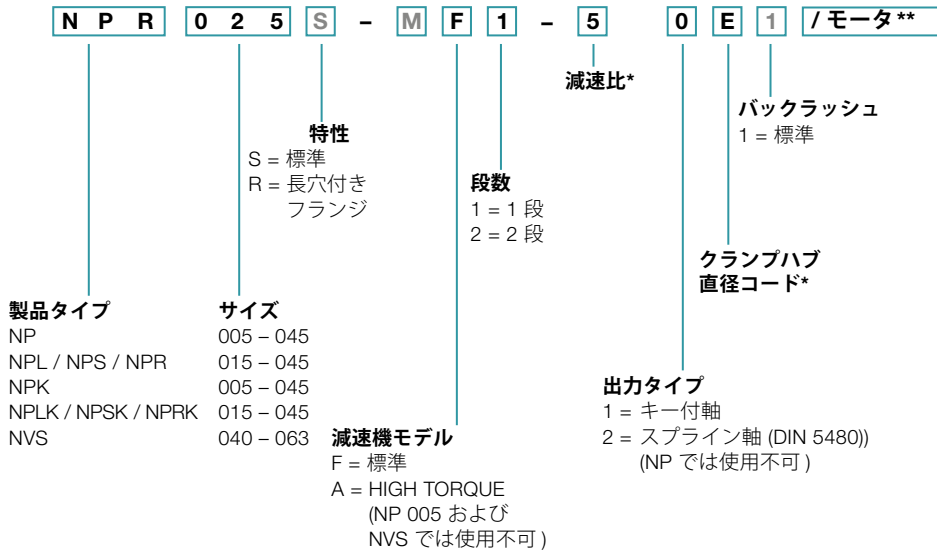 NPR 025S - MF1 - 5 0E1 /モータ**
減速比*
バックラッシュ
1 = 標準
特性
S = 標準
R = 長穴付き
フランジ
段数
1 = 1 段
2 = 2 段
クランプハブ
直径コード*
製品タイプ サイズ
NP 005 – 045
NPL / NPS / NPR 015 – 045
NPK 005 – 045
NPLK / NPSK / NPRK 015 – 045
NVS 040 – 063
減速機モデル
F = 標準
A = HIGH TORQUE
(NP 005 および
NVS では使用不可 )
出力タイプ
1 = キー付軸
2 = スプライン軸 (DIN 5480))
(NP では使用不可 )